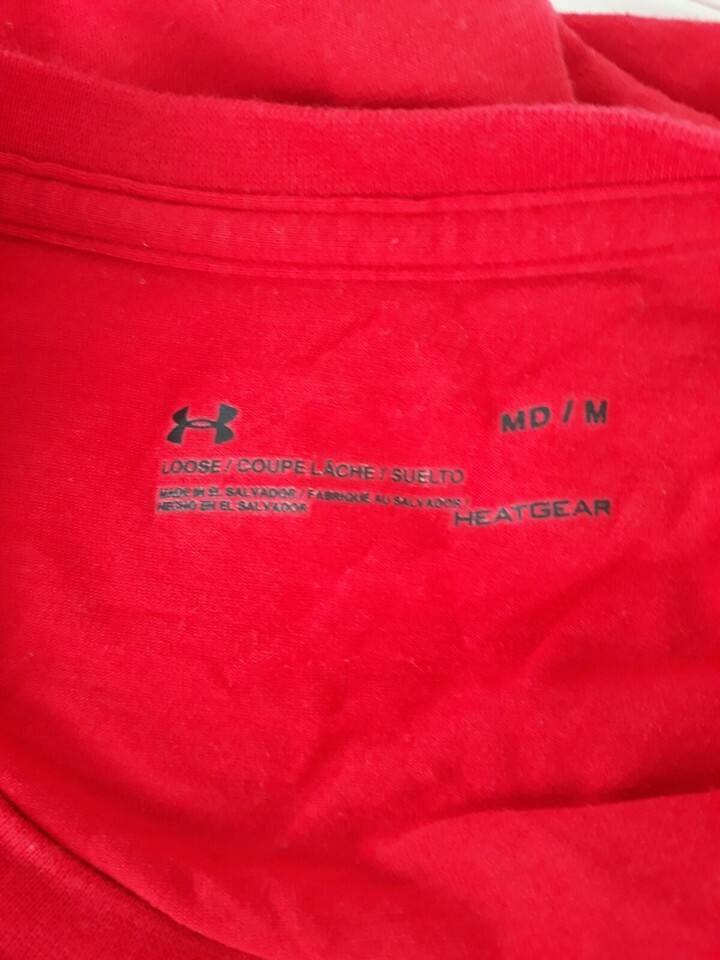 MD / M
LOOSE / COUPE LÂCHE / SUELTO
MADE IN EL SALVADOR / FABRIQUÉ AU SALVADOR /
HECHO EN EL SALVADOR
HEATGEAR